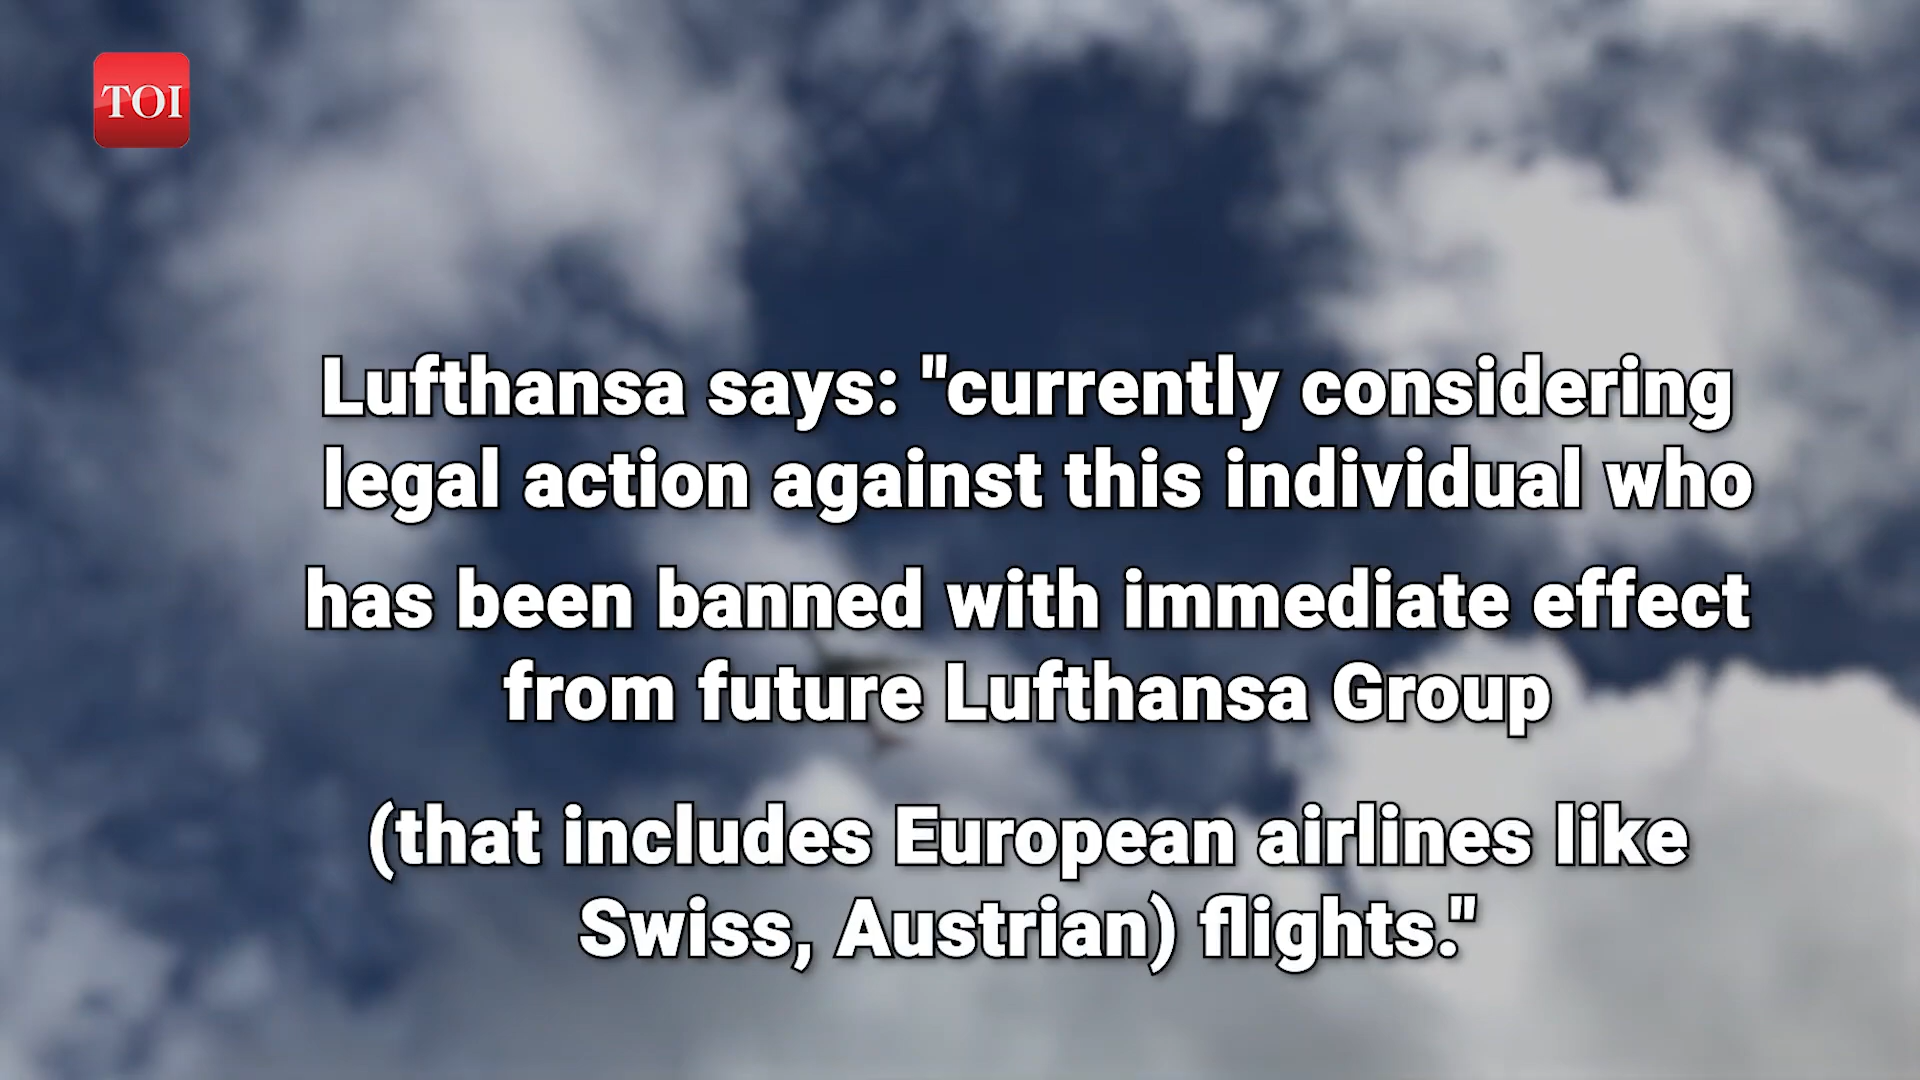 TOI
Lufthansa says: "currently considering
legal action against this individual who
has been banned with immediate effect
from future Lufthansa Group
(that includes European airlines like
Swiss, Austrian) flights."